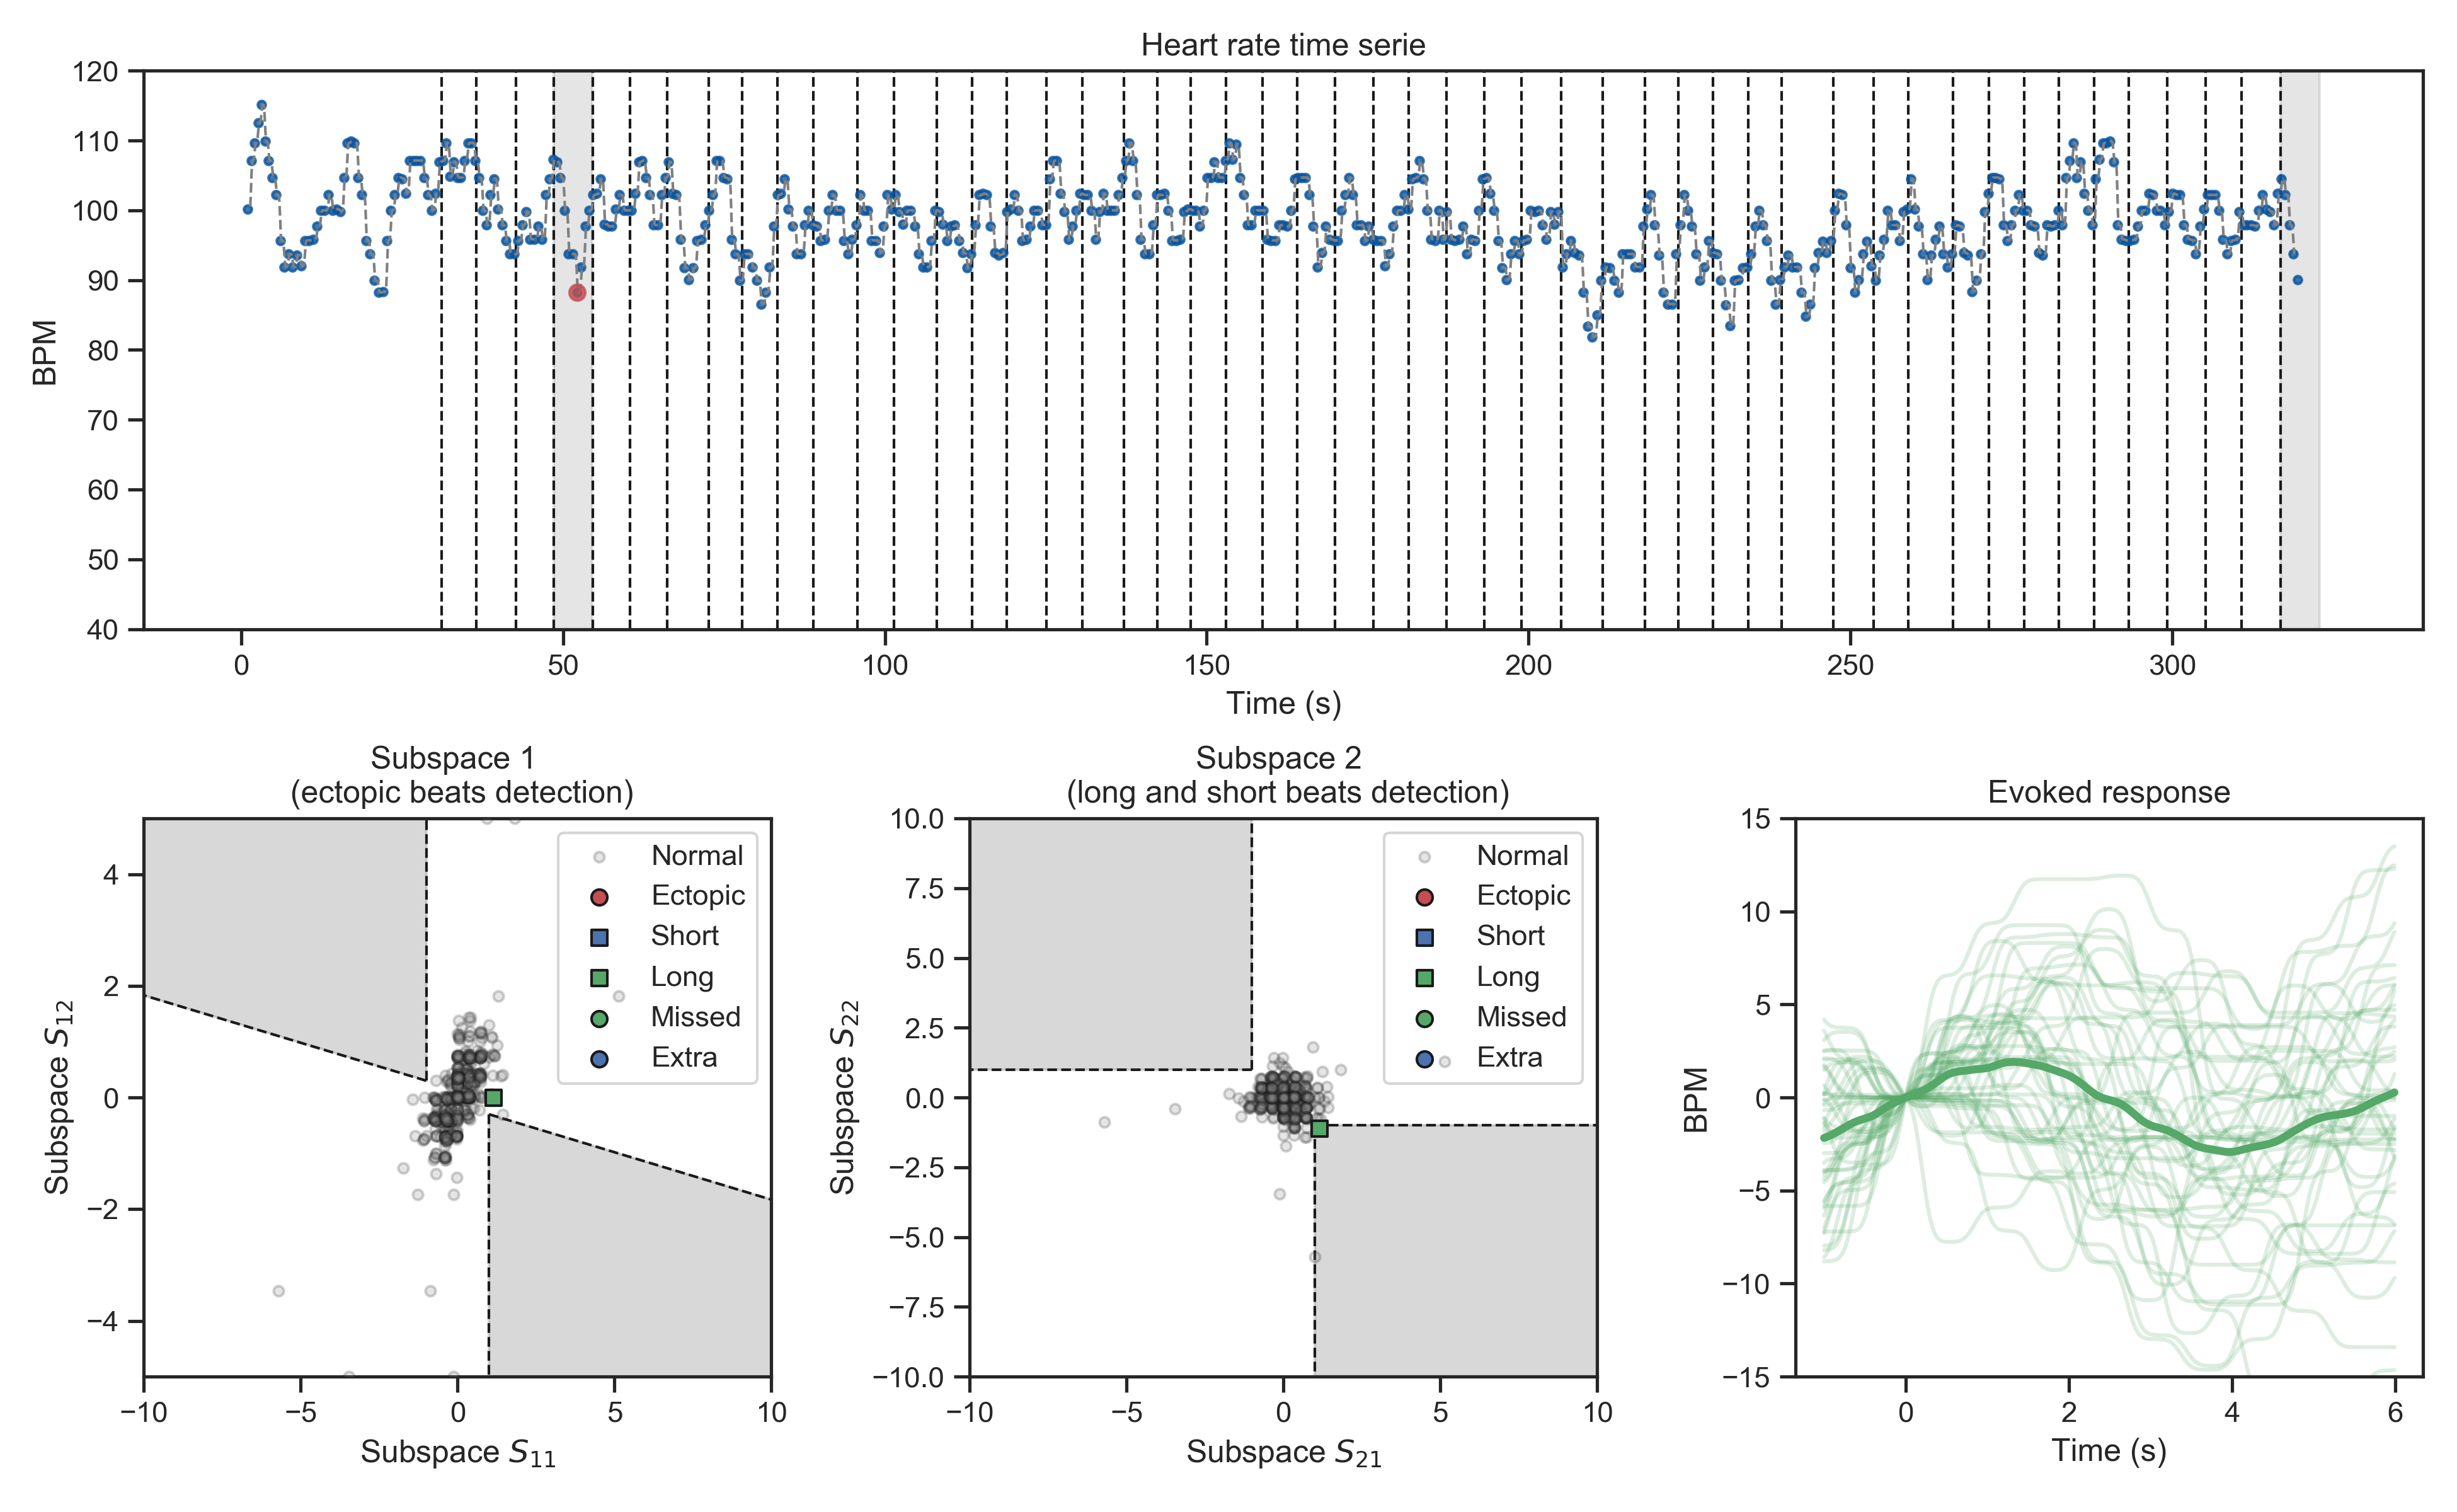 Heart rate time serie
120
110
100
90
80
70
60
50
40
BPM
0 50 100 150 200 250 300
Time (s)
Subspace 1
(ectopic beats detection)
4
2
0
−2
−4
Subspace S12
Normal
Ectopic
Short
Long
Missed
Extra
−10 −5 0 5 10
Subspace S11
Subspace 2
(long and short beats detection)
10.0
7.5
5.0
2.5
0.0
−2.5
−5.0
−7.5
−10.0
Subspace S22
Normal
Ectopic
Short
Long
Missed
Extra
−10 −5 0 5 10
Subspace S21
Evoked response
15
10
5
0
−5
−10
−15
BPM
0 2 4 6
Time (s)